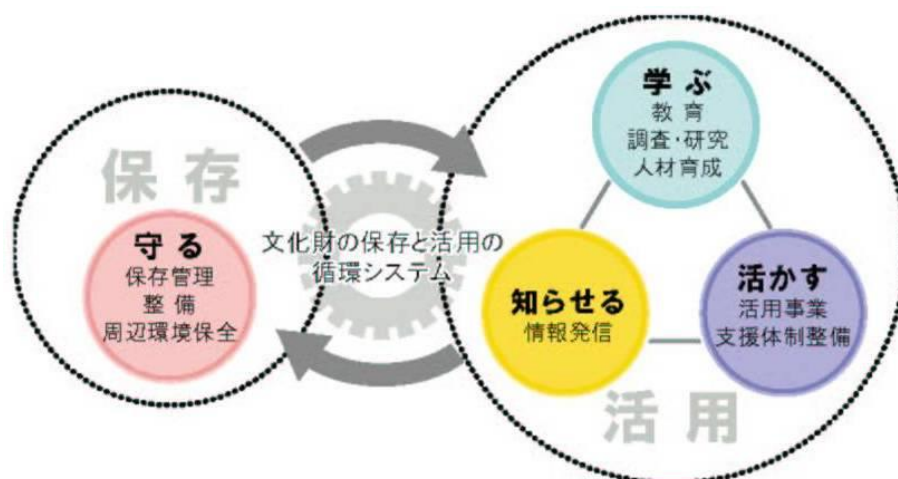 保存
守る
保存管理
整備
周辺環境保全
文化財の保存と活用の
循環システム
学ぶ
教育
調査・研究
人材育成
知らせる
情報発信
活かす
活用事業
支援体制整備
活用